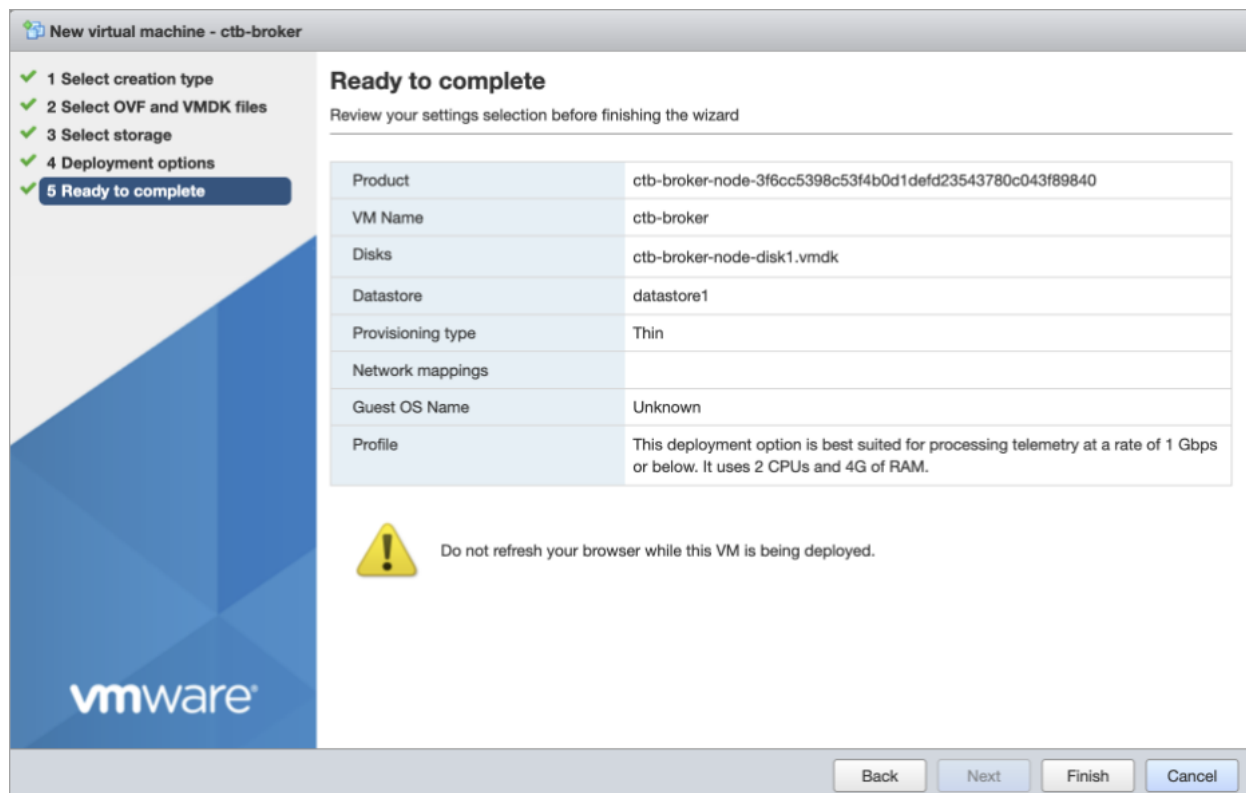 New virtual machine - ctb-broker
1 Select creation type
2 Select OVF and VMDK files
3 Select storage
4 Deployment options
5 Ready to complete
Ready to complete
Review your settings selection before finishing the wizard
Product ctb-broker-node-3f6cc5398c53f4b0d1defd23543780c043f89840
VM Name ctb-broker
Disks ctb-broker-node-disk1.vmdk
Datastore datastore1
Provisioning type Thin
Network mappings
Guest OS Name Unknown
Profile This deployment option is best suited for processing telemetry at a rate of 1 Gbps
or below. It uses 2 CPUs and 4G of RAM.
Do not refresh your browser while this VM is being deployed.
vmware®
Back Next Finish Cancel